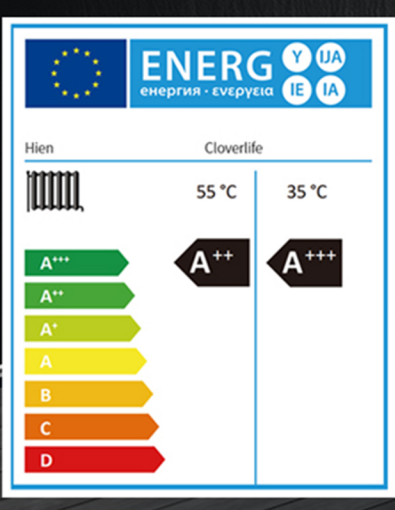 ENERG Y IJA
енергия · ενεργεια IE IA
Hien Cloverlife
55 °C 35 °C
A+++
A++ A++ A+++
A+
A
B
C
D